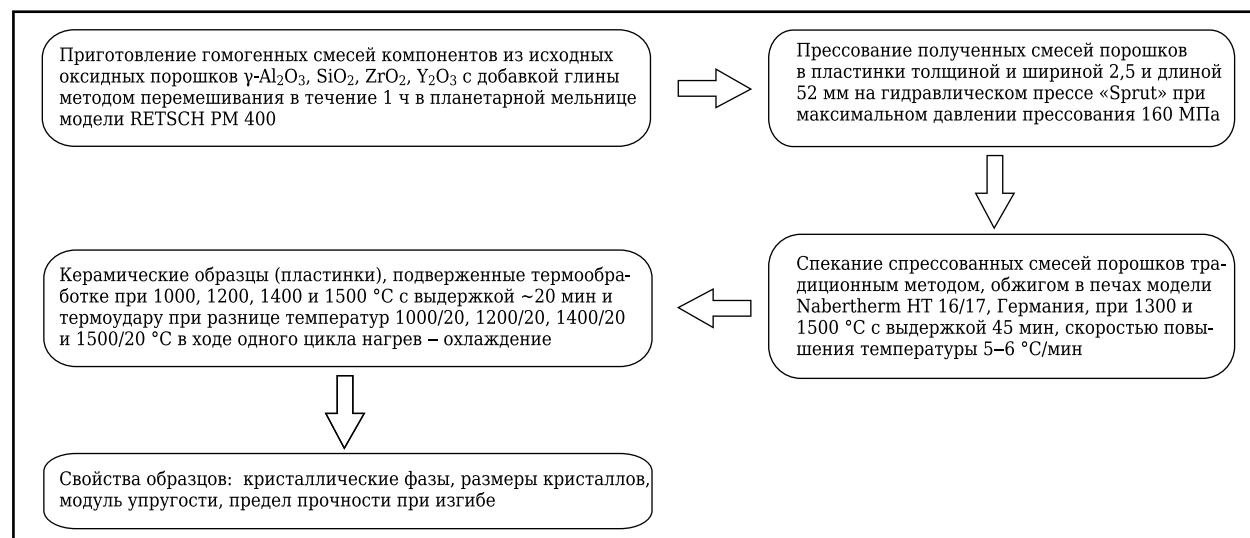 Приготовление гомогенных смесей компонентов из исходных
оксидных порошков γ-Al₂O₃, SiO₂, ZrO₂, Y₂O₃ с добавкой глины
методом перемешивания в течение 1 ч в планетарной мельнице
модели RETSCH PM 400
Прессование полученных смесей порошков
в пластинки толщиной и шириной 2,5 и длиной
52 мм на гидравлическом прессе «Sprut» при
максимальном давлении прессования 160 МПа
Спекание спрессованных смесей порошков тра-
диционным методом, обжигом в печах модели
Nabertherm HT 16/17, Германия, при 1300 и
1500 °С с выдержкой 45 мин, скоростью повы-
шения температуры 5–6 °С/мин
Керамические образцы (пластинки), подверженные термообра-
ботке при 1000, 1200, 1400 и 1500 °С с выдержкой ~20 мин и
термоудару при разнице температур 1000/20, 1200/20, 1400/20
и 1500/20 °С в ходе одного цикла нагрев – охлаждение
Свойства образцов: кристаллические фазы, размеры кристаллов,
модуль упругости, предел прочности при изгибе